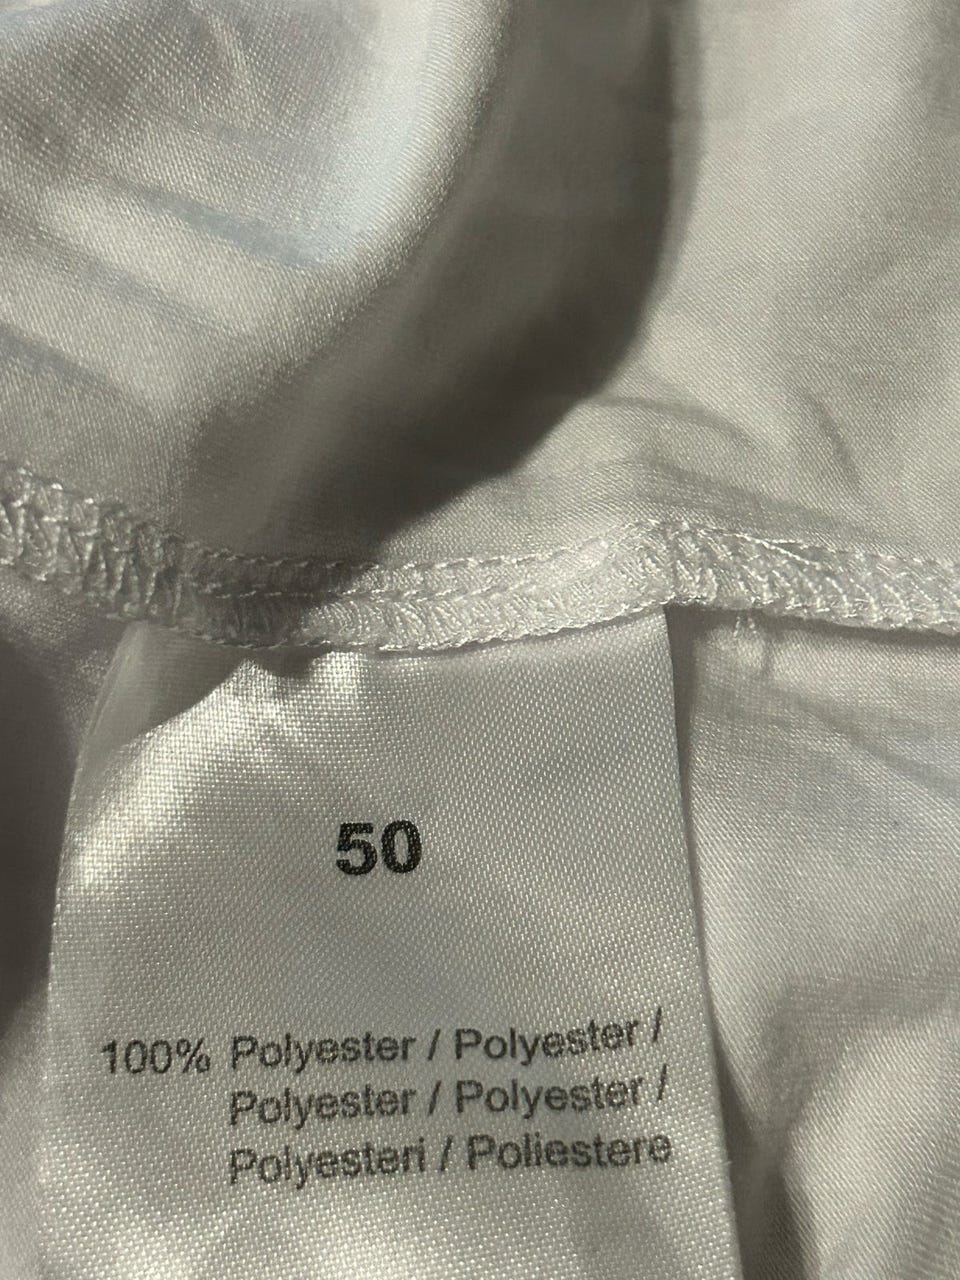 50
100% Polyester / Polyester /
Polyester / Polyester /
Polyesteri / Poliestere